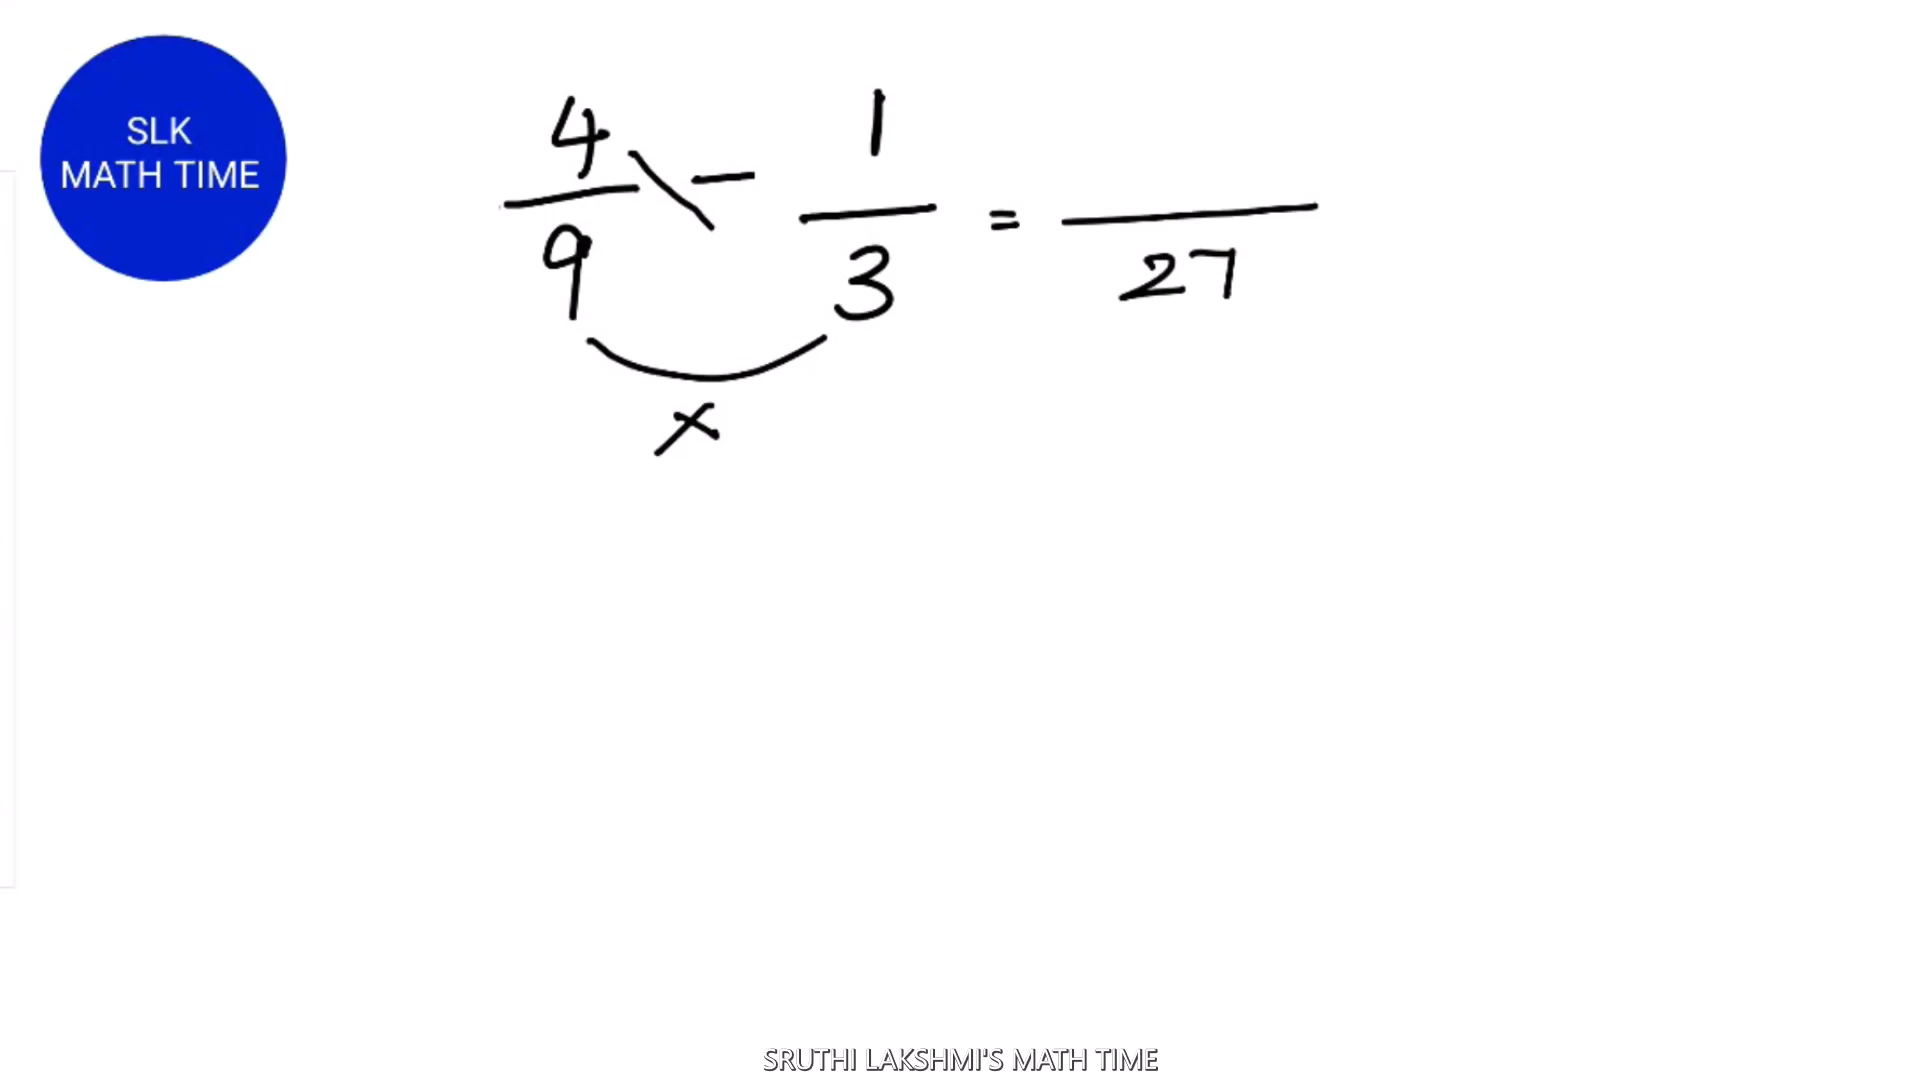 SLK
MATH TIME
4/9 - 1/3 = /27
×
SRUTHI LAKSHMI'S MATH TIME